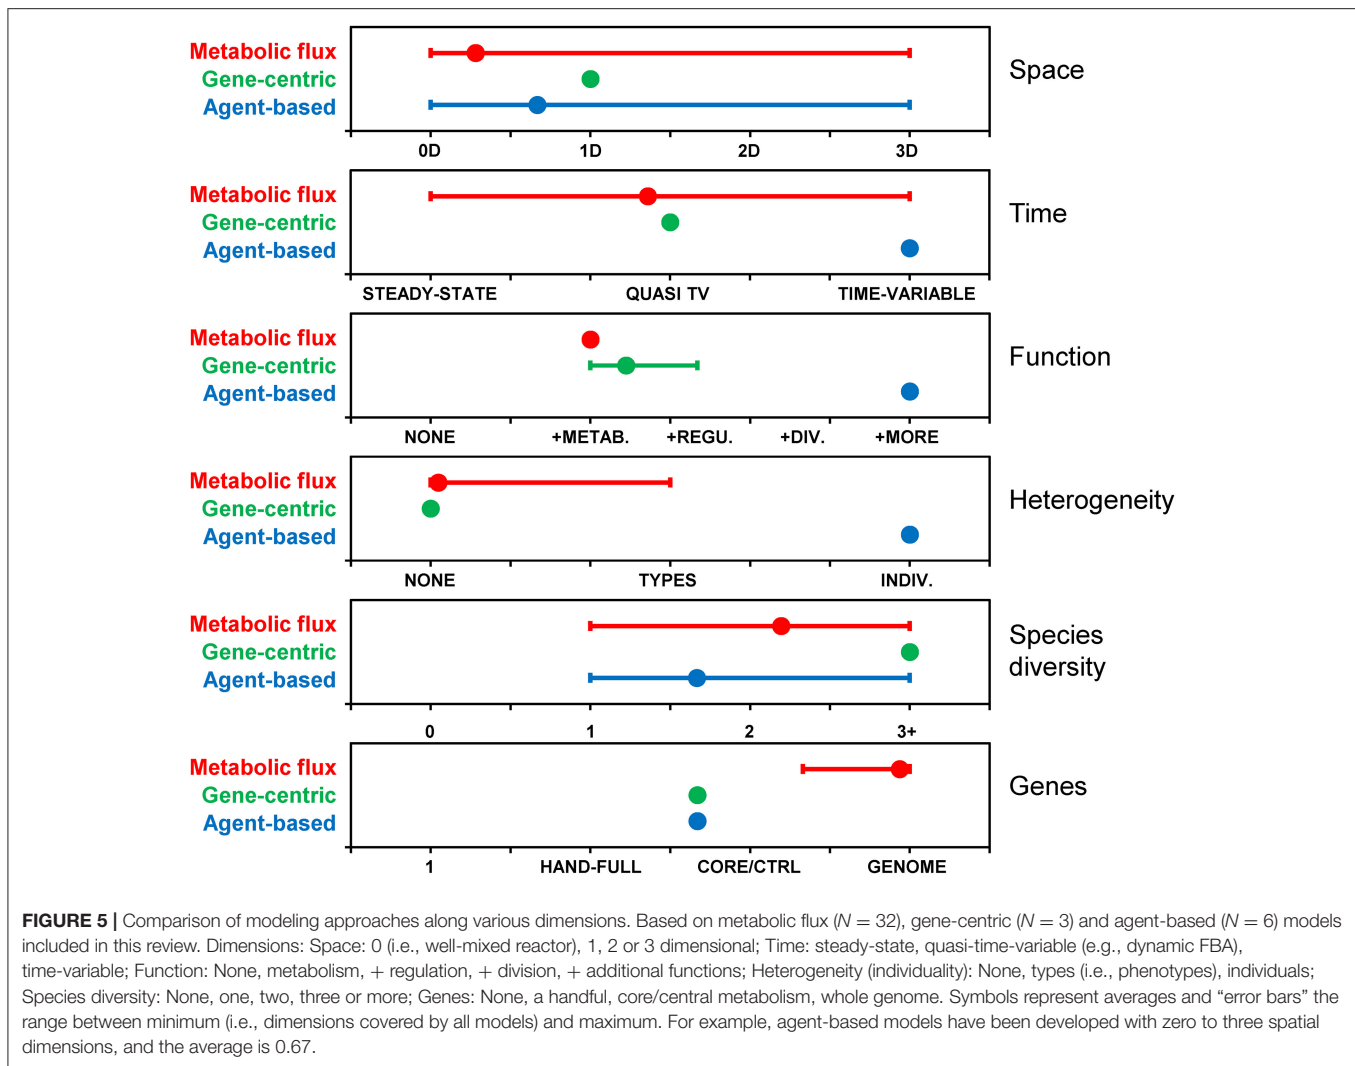 Metabolic flux
Gene-centric
Agent-based
Space
0D 1D 2D 3D
Metabolic flux
Gene-centric
Agent-based
Time
STEADY-STATE QUASI TV TIME-VARIABLE
Metabolic flux
Gene-centric
Agent-based
Function
NONE +METAB. +REGU. +DIV. +MORE
Metabolic flux
Gene-centric
Agent-based
Heterogeneity
NONE TYPES INDIV.
Metabolic flux
Gene-centric
Agent-based
Species
diversity
0 1 2 3+
Metabolic flux
Gene-centric
Agent-based
Genes
1 HAND-FULL CORE/CTRL GENOME
FIGURE 5 | Comparison of modeling approaches along various dimensions. Based on metabolic flux (N = 32), gene-centric (N = 3) and agent-based (N = 6) models
included in this review. Dimensions: Space: 0 (i.e., well-mixed reactor), 1, 2 or 3 dimensional; Time: steady-state, quasi-time-variable (e.g., dynamic FBA),
time-variable; Function: None, metabolism, + regulation, + division, + additional functions; Heterogeneity (individuality): None, types (i.e., phenotypes), individuals;
Species diversity: None, one, two, three or more; Genes: None, a handful, core/central metabolism, whole genome. Symbols represent averages and “error bars” the
range between minimum (i.e., dimensions covered by all models) and maximum. For example, agent-based models have been developed with zero to three spatial
dimensions, and the average is 0.67.